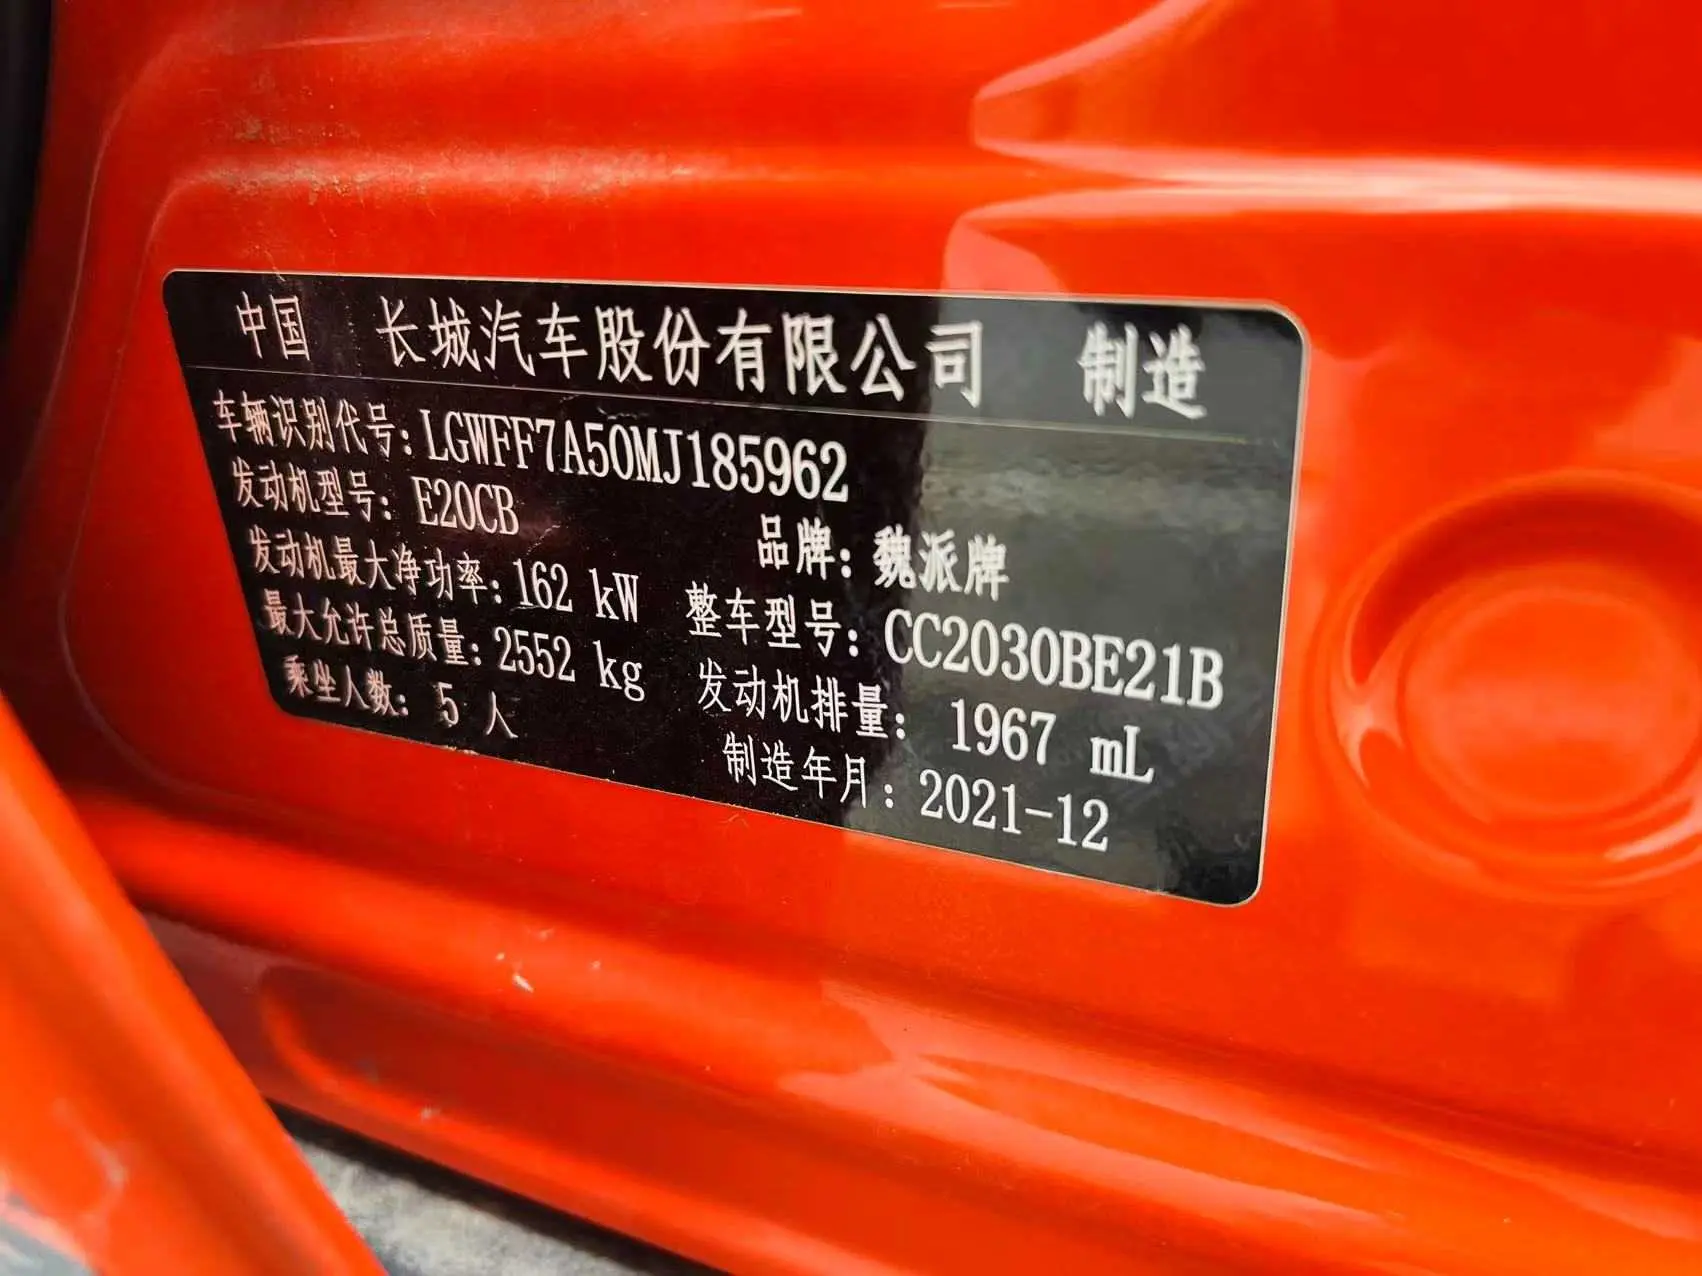 中国 长城汽车股份有限公司 制造
车辆识别代号：LGWFF7A50MJ185962
发动机型号：E20CB 品牌：魏派牌
发动机最大净功率：162 kW 整车型号：CC2030BE21B
最大允许总质量：2552 kg 发动机排量： 1967 mL
乘坐人数： 5 人 制造年月：2021-12